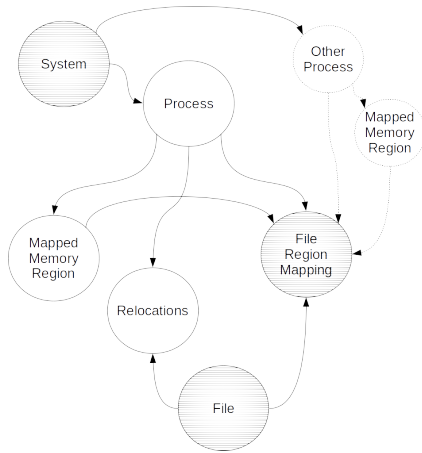 System
Other
Process
Process
Mapped
Memory
Region
Mapped
Memory
Region
File
Region
Mapping
Relocations
File